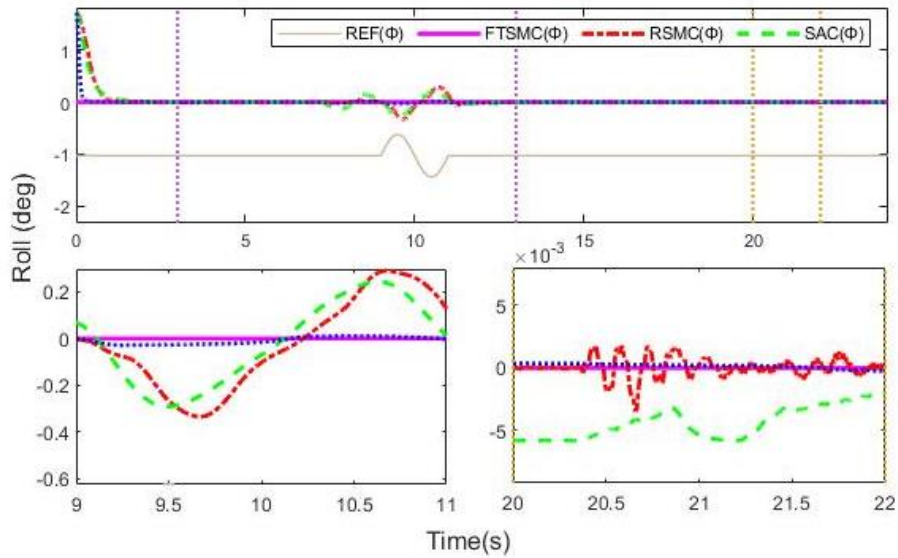 REF(Φ) FTSMC(Φ) RSMC(Φ) SAC(Φ)
1
0
-1
-2
0 5 10 15 20
Roll (deg)
0.2
0
-0.2
-0.4
-0.6
9 9.5 10 10.5 11
×10⁻³
5
0
-5
20 20.5 21 21.5 22
Time(s)